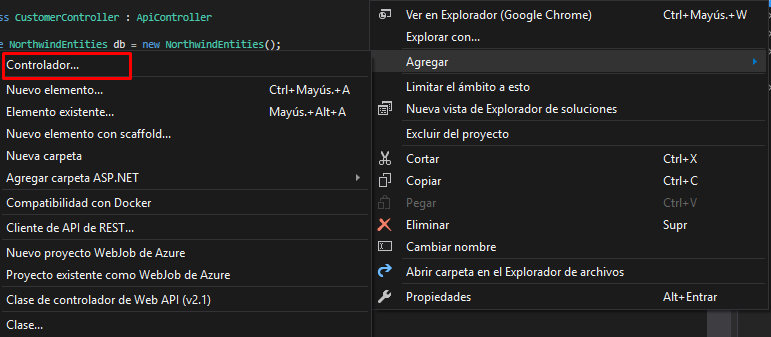 ss CustomerController : ApiController
e NorthwindEntities db = new NorthwindEntities();
Controlador...
Nuevo elemento... Ctrl+Mayús.+A
Elemento existente... Mayús.+Alt+A
Nuevo elemento con scaffold...
Nueva carpeta
Agregar carpeta ASP.NET
Compatibilidad con Docker
Cliente de API de REST...
Nuevo proyecto WebJob de Azure
Proyecto existente como WebJob de Azure
Clase de controlador de Web API (v2.1)
Clase...
Ver en Explorador (Google Chrome) Ctrl+Mayús.+W
Explorar con...
Agregar
Limitar el ámbito a esto
Nueva vista de Explorador de soluciones
Excluir del proyecto
Cortar Ctrl+X
Copiar Ctrl+C
Pegar Ctrl+V
Eliminar Supr
Cambiar nombre
Abrir carpeta en el Explorador de archivos
Propiedades Alt+Entrar